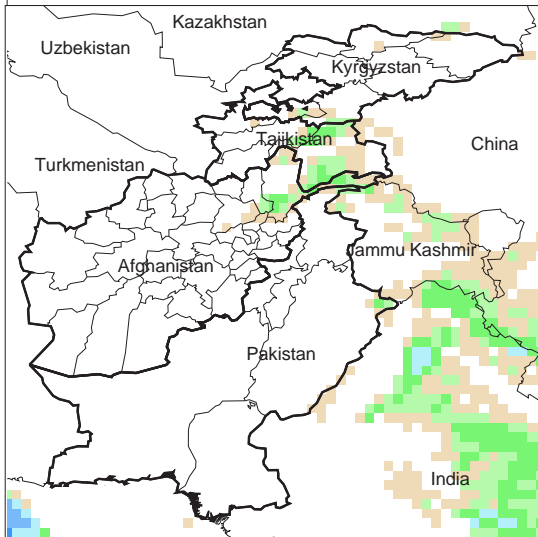 Kazakhstan
Uzbekistan
Kyrgyzstan
Tajikistan
China
Turkmenistan
Jammu Kashmir
Afghanistan
Pakistan
India